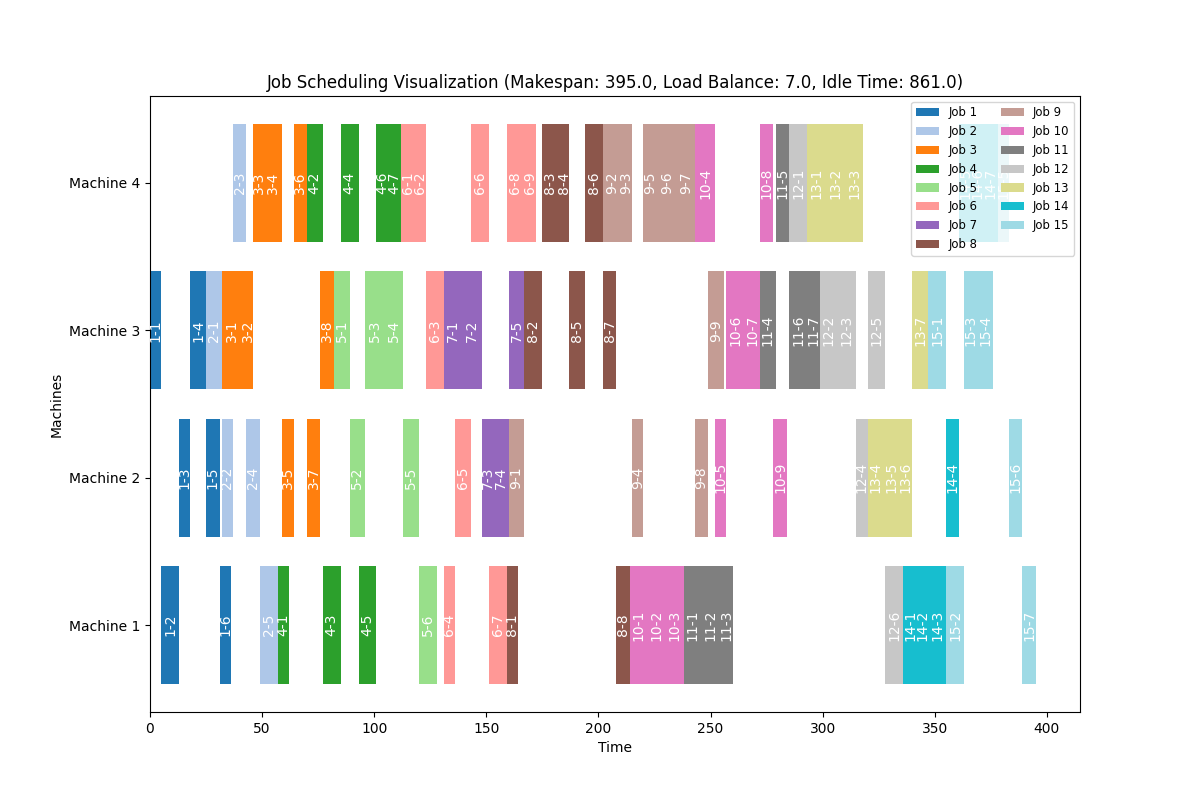 Job Scheduling Visualization (Makespan: 395.0, Load Balance: 7.0, Idle Time: 861.0)
Job 1 Job 9
Job 2 Job 10
Job 3 Job 11
Job 4 Job 12
Job 5 Job 13
Job 6 Job 14
Job 7 Job 15
Job 8
Machine 4
2-3 3-3 3-4 3-6 4-2 4-4 4-6 4-7 6-1 6-2 6-6 6-8 6-9 8-3 8-4 8-6 9-2 9-3 9-5 9-6 9-7 10-4 10-8 11-5 12-1 13-1 13-2 13-3
Machine 3
1-1 1-4 2-1 3-1 3-2 3-8 5-1 5-3 5-4 6-3 7-1 7-2 7-5 8-2 8-5 8-7 9-9 10-6 10-7 11-4 11-6 11-7 12-2 12-3 12-5 13-7 15-1 15-3 15-4
Machines
Machine 2
1-3 1-5 2-2 2-4 3-5 3-7 5-2 5-5 6-5 7-3 7-4 9-1 9-4 9-8 10-5 10-9 12-4 13-4 13-5 13-6 14-4 15-6
Machine 1
1-2 1-6 2-5 4-1 4-3 4-5 5-6 6-4 6-7 8-1 8-8 10-1 10-2 10-3 11-1 11-2 11-3 12-6 14-1 14-2 14-3 15-2 15-7
0 50 100 150 200 250 300 350 400
Time